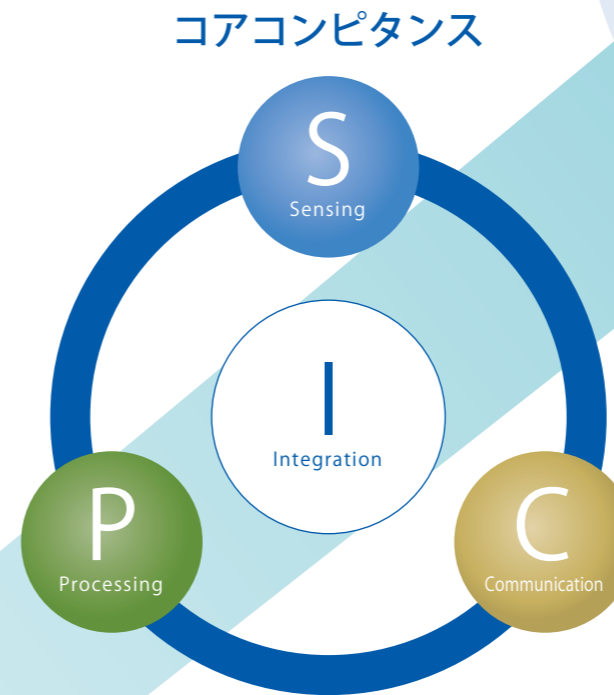 コアコンピタンス
S
Sensing
I
Integration
P
Processing
C
Communication